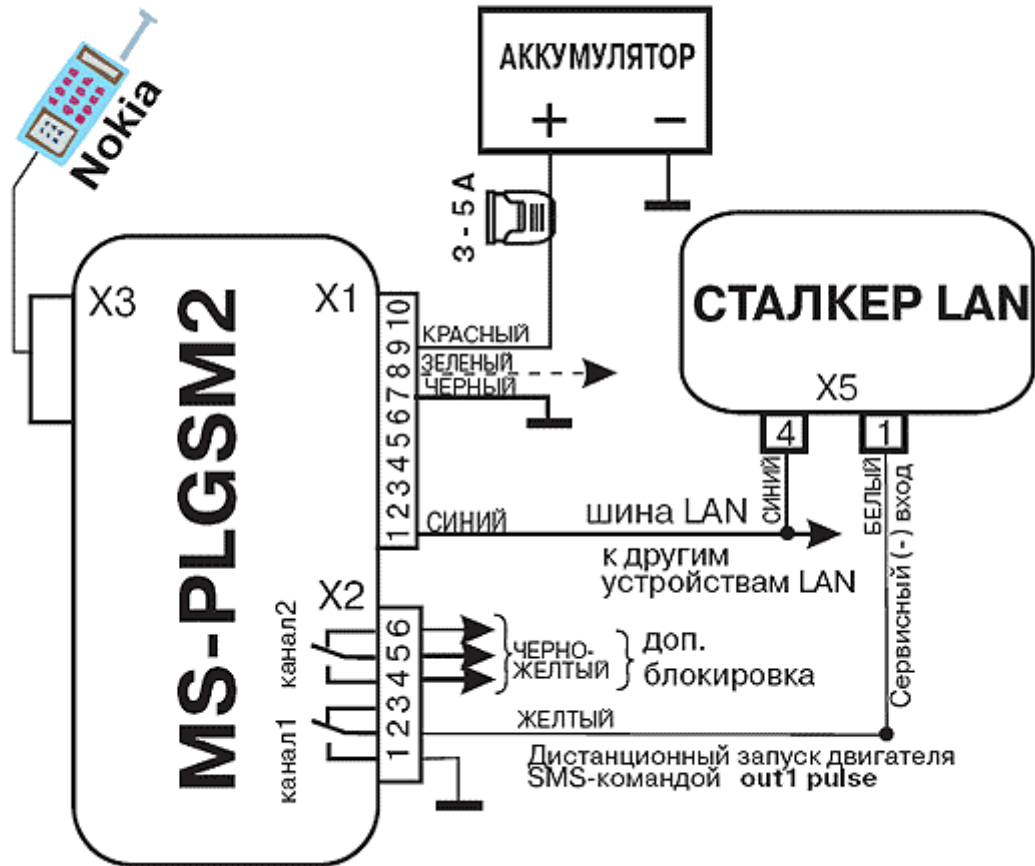 Nokia
АККУМУЛЯТОР
+ −
3 - 5 А
MS-PLGSM2
X3
X1
10
9
8
7
6
5
4
3
2
1
КРАСНЫЙ
ЗЕЛЕНЫЙ
ЧЕРНЫЙ
СИНИЙ
шина LAN
к другим
устройствам LAN
СТАЛКЕР LAN
X5
4
1
СИНИЙ
БЕЛЫЙ
Сервисный (-) вход
X2
6
5
4
3
2
1
канал2
канал1
ЧЕРНО-
ЖЕЛТЫЙ
доп.
блокировка
ЖЕЛТЫЙ
Дистанционный запуск двигателя
SMS-командой out1 pulse